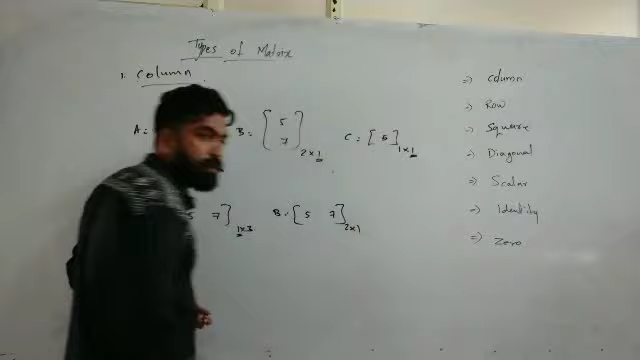 Types of Matrix
1. Column
A =
B = [ 5
7 ] 2 x 1
C = [ 5 ] 1 x 1
5 7 ] 1 x 3
B = [ 5 7 ] 2 x 1
⇒ Column
⇒ Row
⇒ Square
⇒ Diagonal
⇒ Scalar
⇒ Identity
⇒ Zero